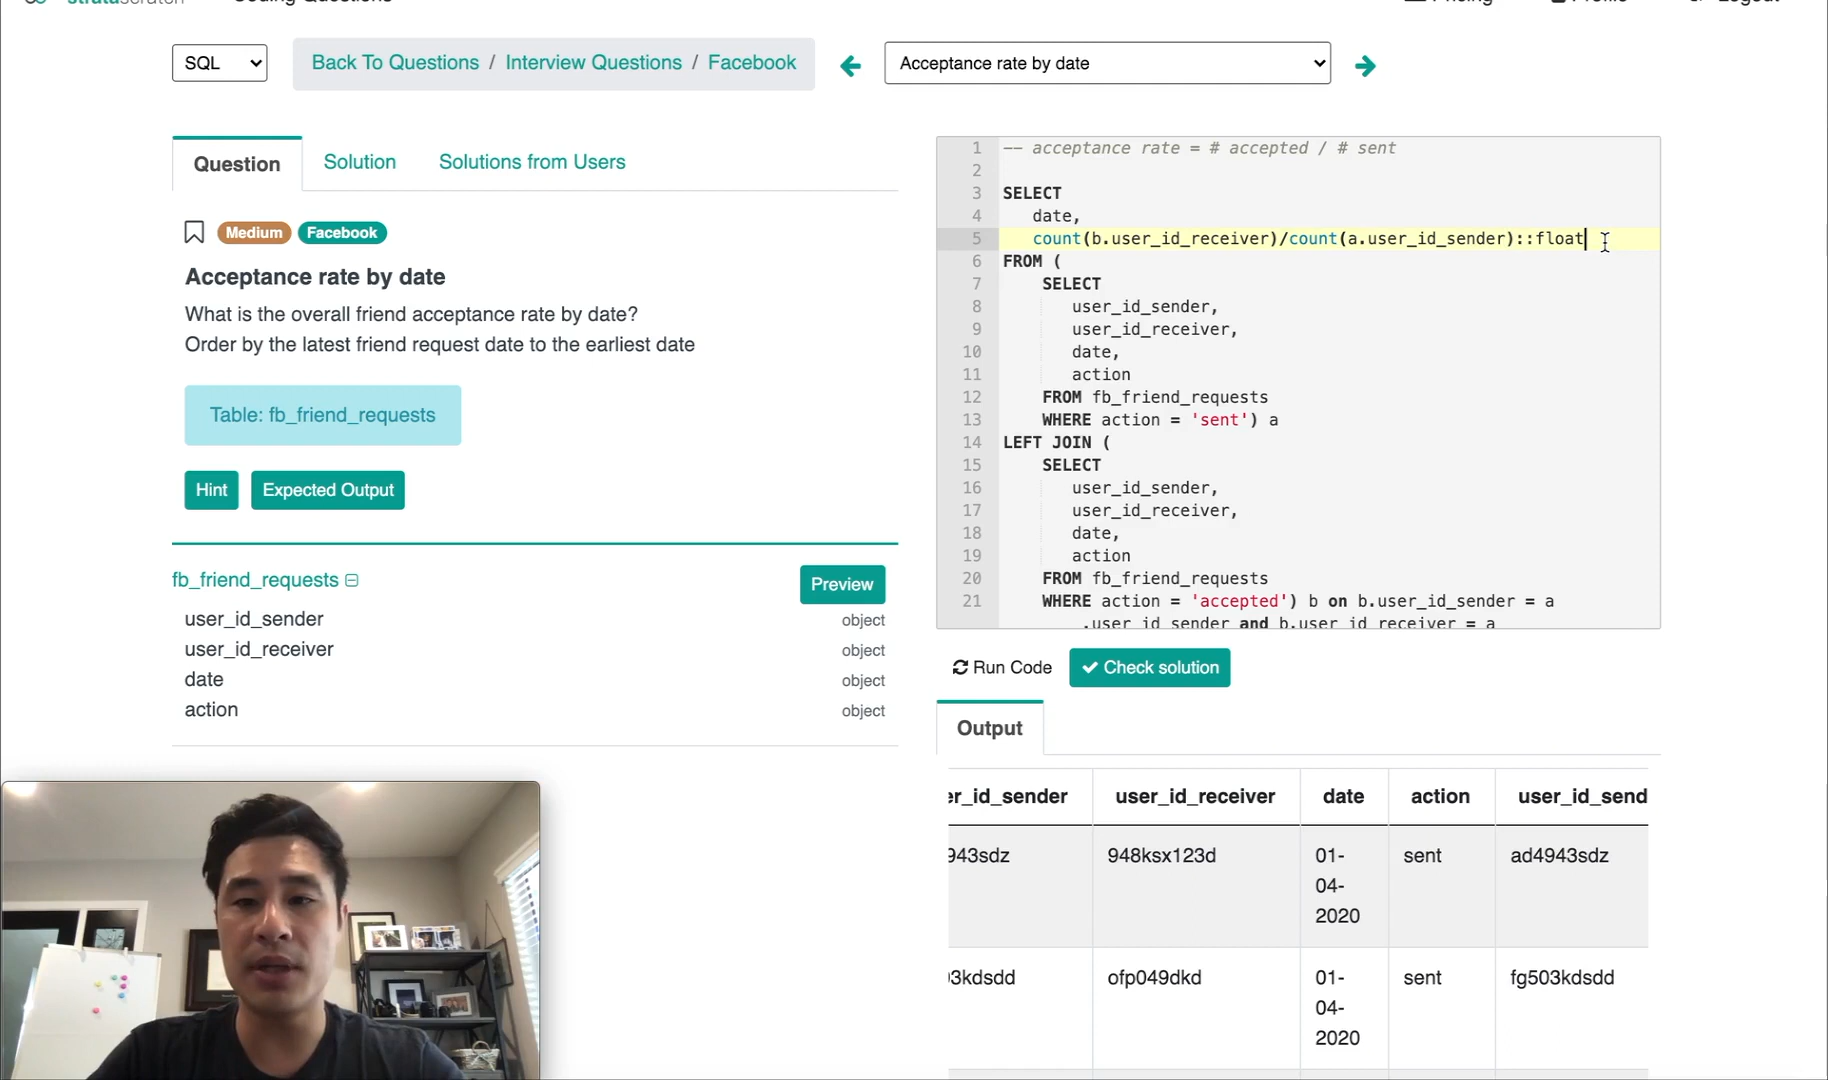 SQL
Back To Questions / Interview Questions / Facebook
Acceptance rate by date
Question
Solution
Solutions from Users
Medium
Facebook
Acceptance rate by date
What is the overall friend acceptance rate by date?
Order by the latest friend request date to the earliest date
Table: fb_friend_requests
Hint
Expected Output
fb_friend_requests
Preview
user_id_sender object
user_id_receiver object
date object
action object
1 -- acceptance rate = # accepted / # sent
2
3 SELECT
4 date,
5 count(b.user_id_receiver)/count(a.user_id_sender)::float
6 FROM (
7 SELECT
8 user_id_sender,
9 user_id_receiver,
10 date,
11 action
12 FROM fb_friend_requests
13 WHERE action = 'sent') a
14 LEFT JOIN (
15 SELECT
16 user_id_sender,
17 user_id_receiver,
18 date,
19 action
20 FROM fb_friend_requests
21 WHERE action = 'accepted') b on b.user_id_sender = a
.user_id_sender and b.user_id_receiver = a
Run Code
Check solution
Output
er_id_sender user_id_receiver date action user_id_send
943sdz 948ksx123d 01-
04-
2020 sent ad4943sdz
3kdsdd ofp049dkd 01-
04-
2020 sent fg503kdsdd